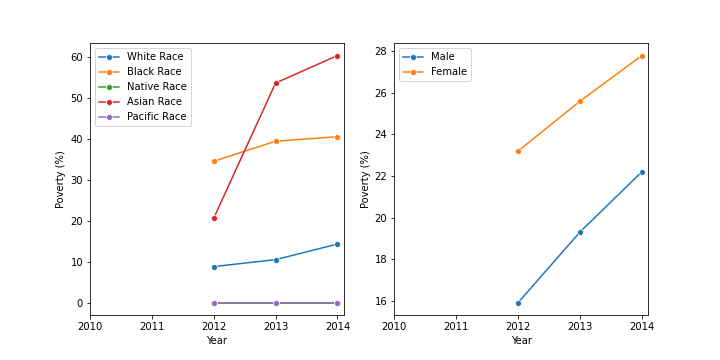 White Race
Black Race
Native Race
Asian Race
Pacific Race
Poverty (%)
60
50
40
30
20
10
0
2010 2011 2012 2013 2014
Year
Male
Female
Poverty (%)
28
26
24
22
20
18
16
2010 2011 2012 2013 2014
Year